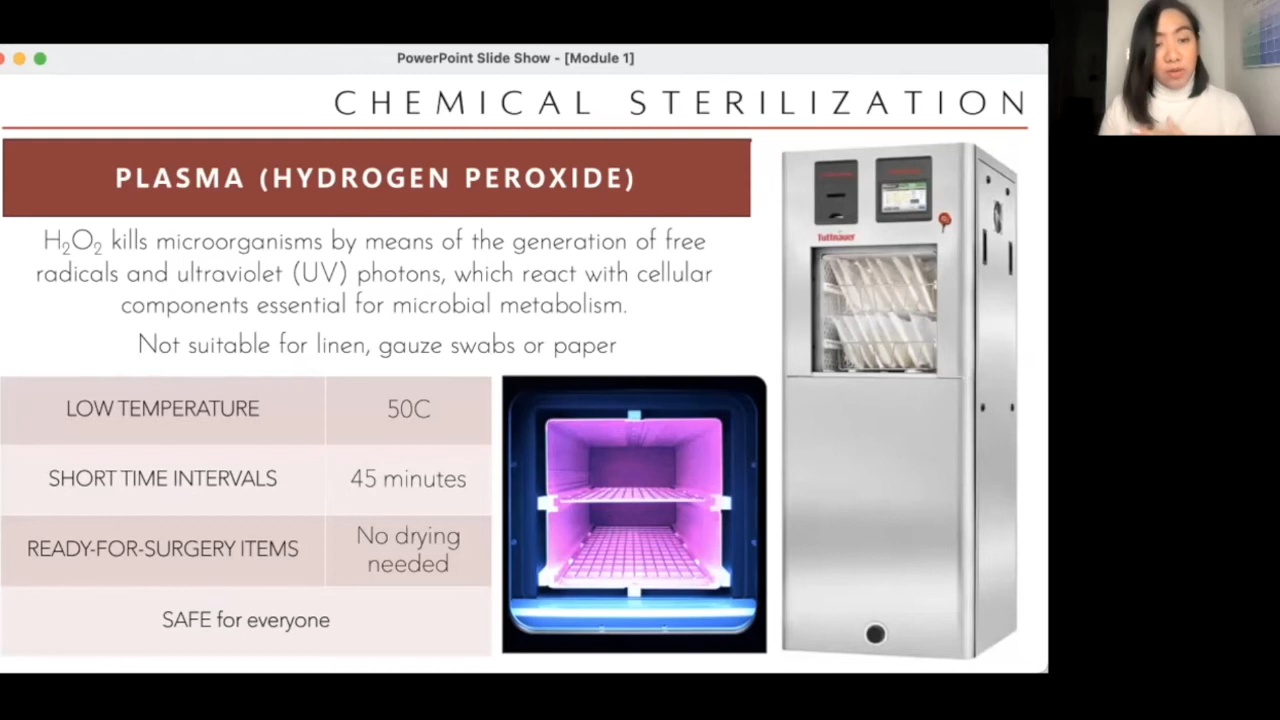 PowerPoint Slide Show - [Module 1]
CHEMICAL STERILIZATION
PLASMA (HYDROGEN PEROXIDE)
H₂O₂ kills microorganisms by means of the generation of free
radicals and ultraviolet (UV) photons, which react with cellular
components essential for microbial metabolism.
Not suitable for linen, gauze swabs or paper
LOW TEMPERATURE
50C
SHORT TIME INTERVALS
45 minutes
READY-FOR-SURGERY ITEMS
No drying
needed
SAFE for everyone
Tuttnauer